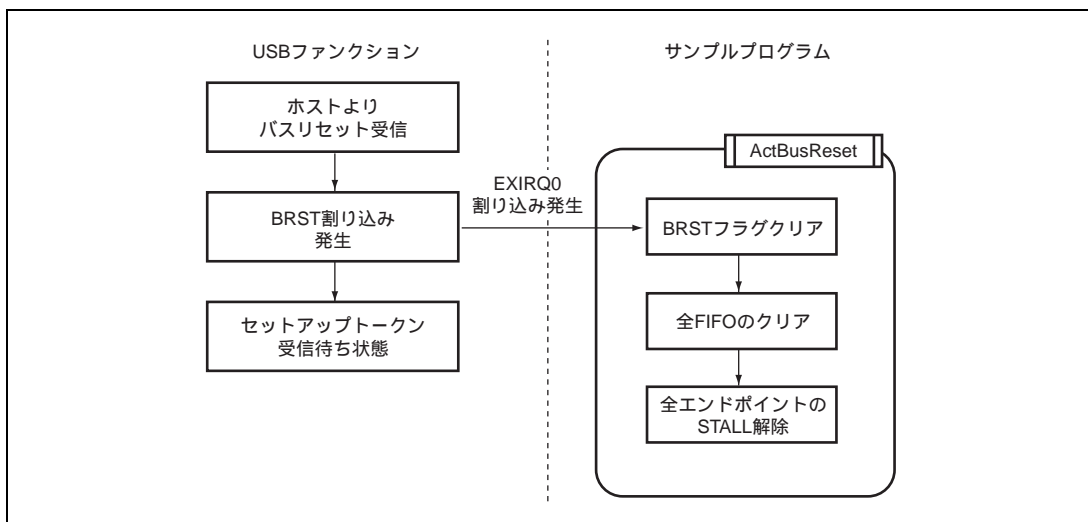 USBファンクション
サンプルプログラム
ホストより
バスリセット受信
ActBusReset
EXIRQ0
割り込み発生
BRST割り込み
発生
BRSTフラグクリア
セットアップトークン
受信待ち状態
全FIFOのクリア
全エンドポイントの
STALL解除